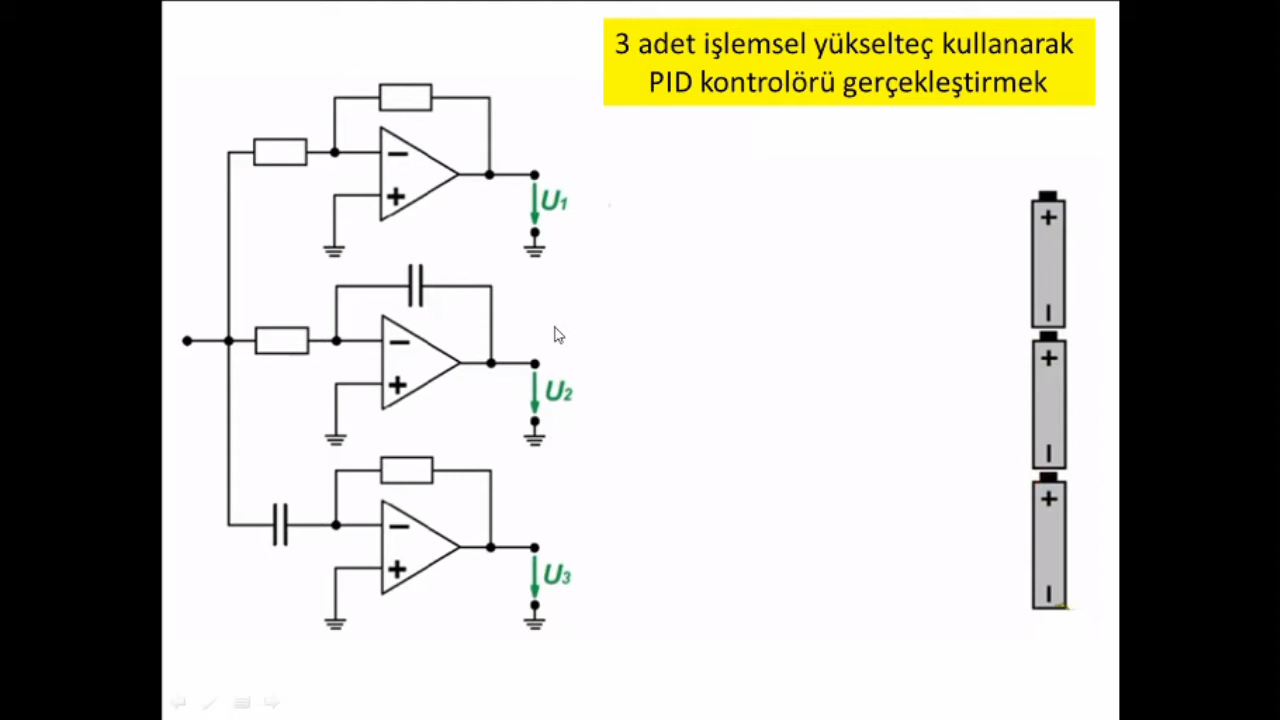 3 adet işlemsel yükselteç kullanarak
PID kontrolörü gerçekleştirmek
−
+
U1
−
+
U2
−
+
U3
+
−
+
−
+
−